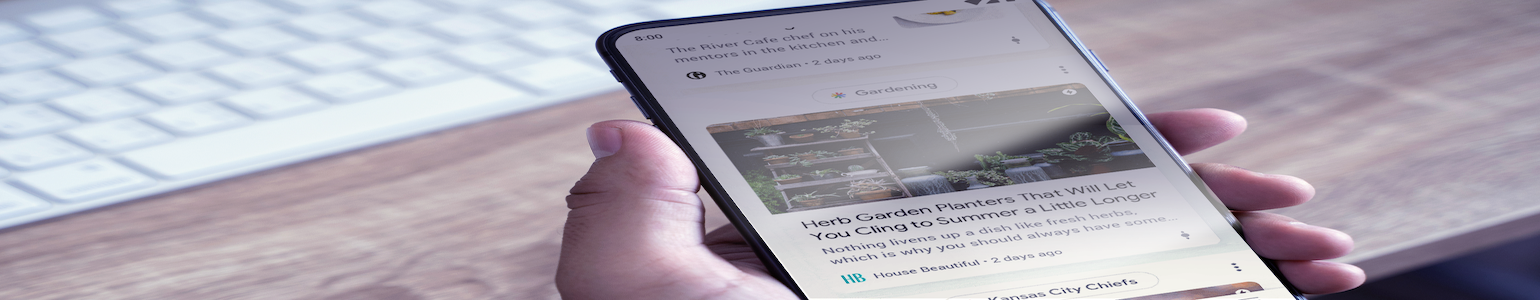 8:00
The River Cafe chef on his
mentors in the kitchen and...
The Guardian • 2 days ago
Gardening
Herb Garden Planters That Will Let
You Cling to Summer a Little Longer
Nothing livens up a dish like fresh herbs,
which is why you should always have some...
HB House Beautiful • 2 days ago
Kansas City Chiefs